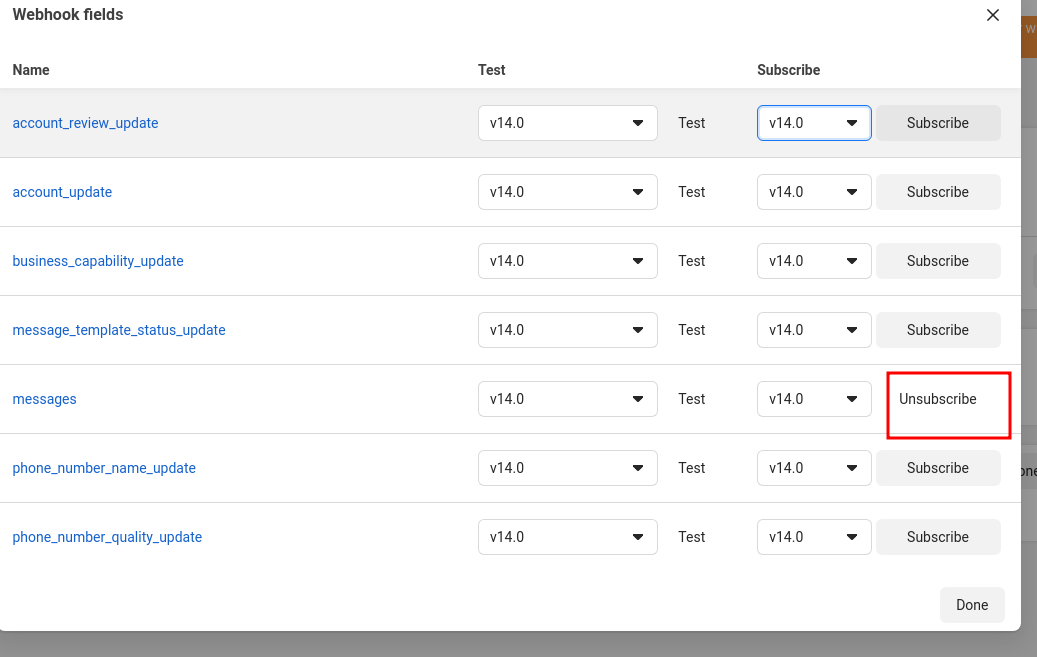 Webhook fields
Name Test Subscribe
account_review_update v14.0 Test v14.0 Subscribe
account_update v14.0 Test v14.0 Subscribe
business_capability_update v14.0 Test v14.0 Subscribe
message_template_status_update v14.0 Test v14.0 Subscribe
messages v14.0 Test v14.0 Unsubscribe
phone_number_name_update v14.0 Test v14.0 Subscribe
phone_number_quality_update v14.0 Test v14.0 Subscribe
Done